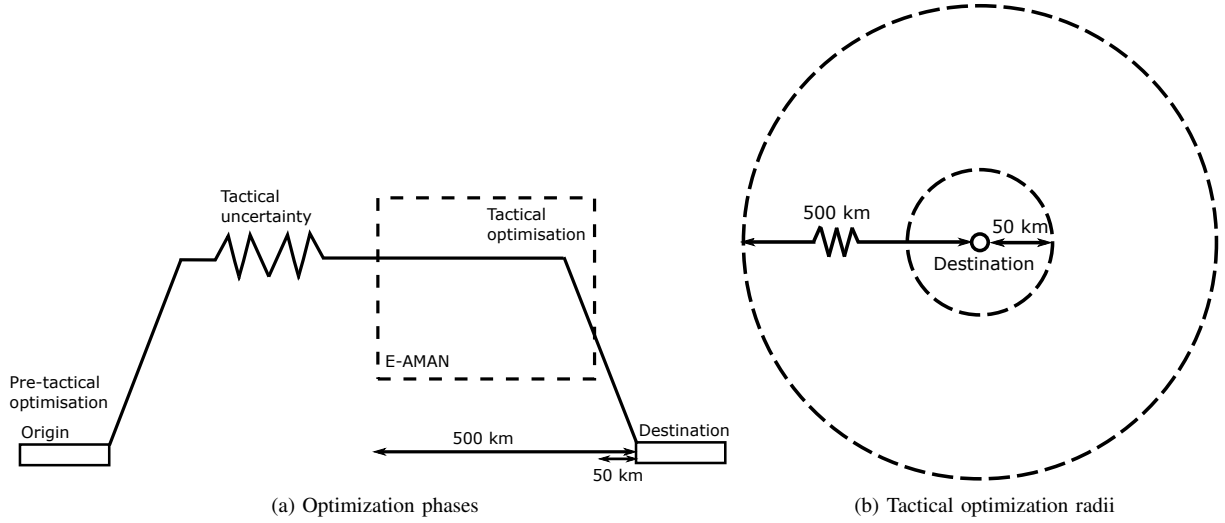 Tactical
uncertainty
Tactical
optimisation
E-AMAN
Pre-tactical
optimisation
Origin
500 km
Destination
50 km
(a) Optimization phases
500 km
50 km
Destination
(b) Tactical optimization radii